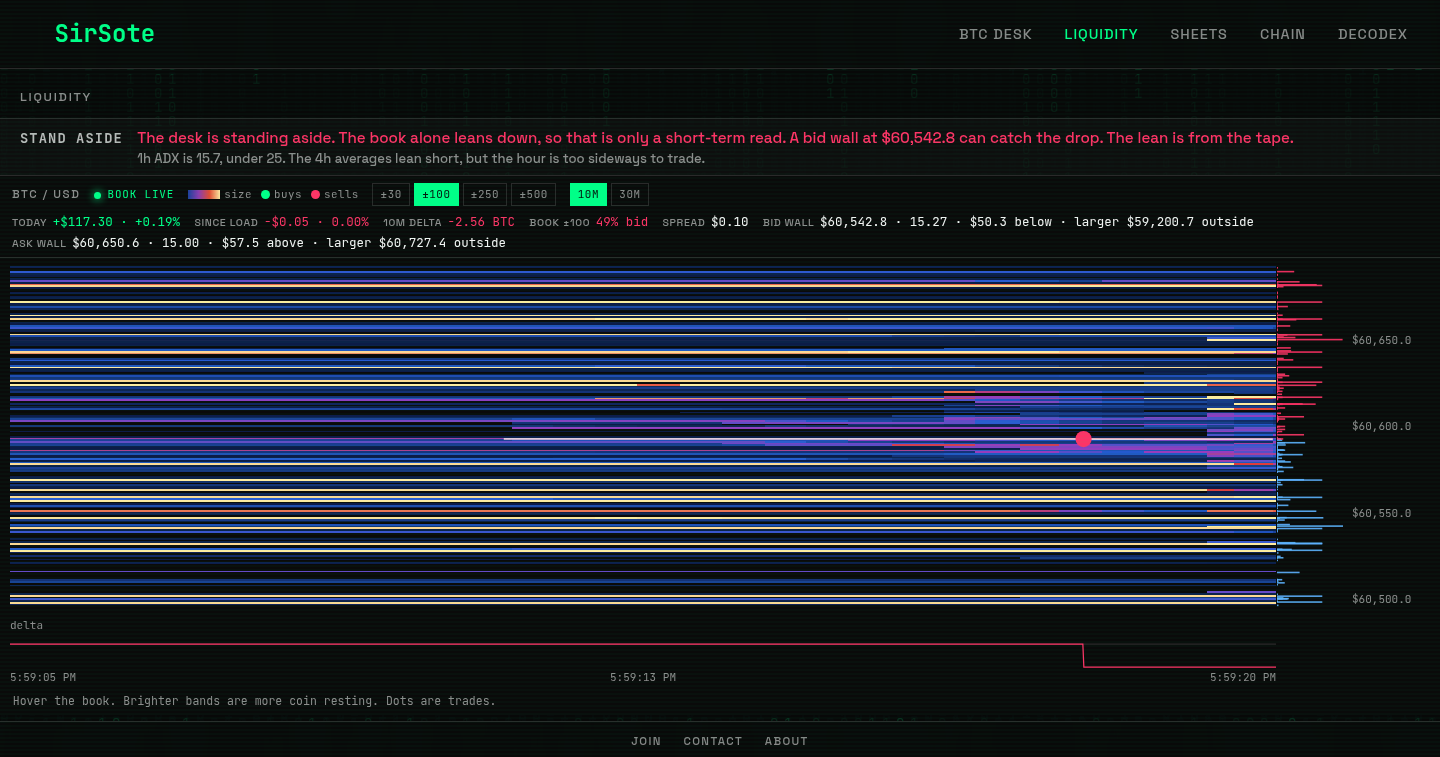 SirSote
BTC DESK LIQUIDITY SHEETS CHAIN DECODEX
LIQUIDITY
STAND ASIDE The desk is standing aside. The book alone leans down, so that is only a short-term read. A bid wall at $60,542.8 can catch the drop. The lean is from the tape.
1h ADX is 15.7, under 25. The 4h averages lean short, but the hour is too sideways to trade.
BTC / USD BOOK LIVE size buys sells ±30 ±100 ±250 ±500 10M 30M
TODAY +$117.30 · +0.19% SINCE LOAD -$0.05 · 0.00% 10M DELTA -2.56 BTC BOOK ±100 49% bid SPREAD $0.10 BID WALL $60,542.8 · 15.27 · $50.3 below · larger $59,200.7 outside
ASK WALL $60,650.6 · 15.00 · $57.5 above · larger $60,727.4 outside
$60,650.0
$60,600.0
$60,550.0
$60,500.0
delta
5:59:05 PM 5:59:13 PM 5:59:20 PM
Hover the book. Brighter bands are more coin resting. Dots are trades.
JOIN CONTACT ABOUT